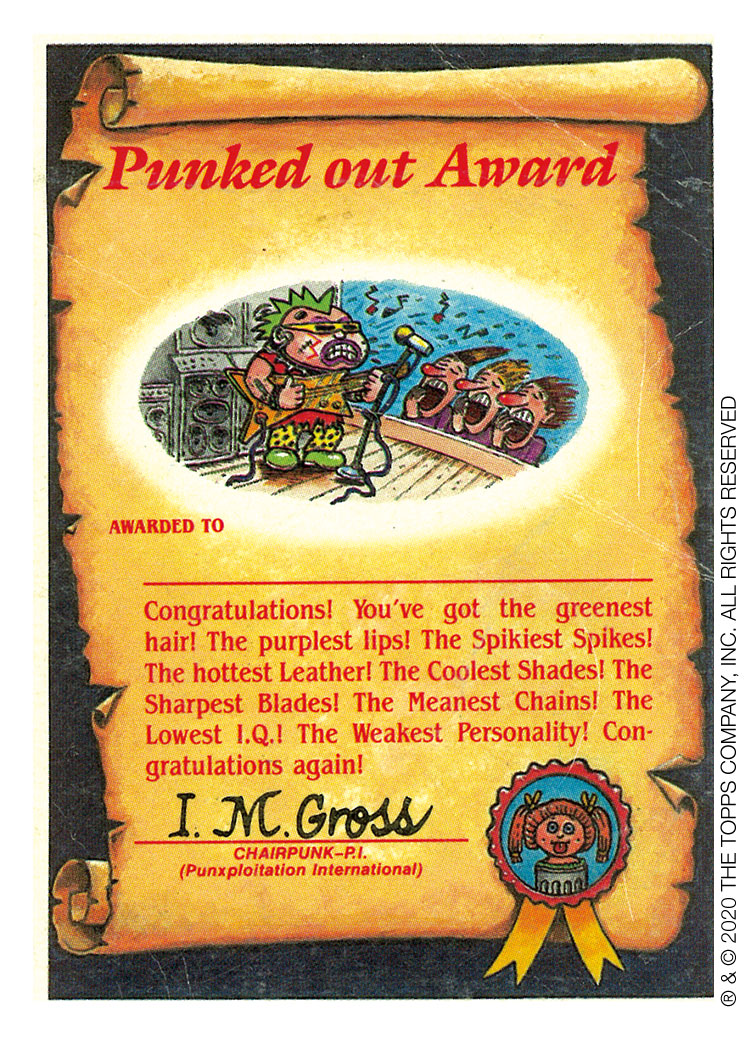 Punked out Award
AWARDED TO
Congratulations! You've got the greenest
hair! The purplest lips! The Spikiest Spikes!
The hottest Leather! The Coolest Shades! The
Sharpest Blades! The Meanest Chains! The
Lowest I.Q.! The Weakest Personality! Con-
gratulations again!
I. M. Gross
CHAIRPUNK–P.I.
(Punxploitation International)
® & © 2020 THE TOPPS COMPANY, INC. ALL RIGHTS RESERVED